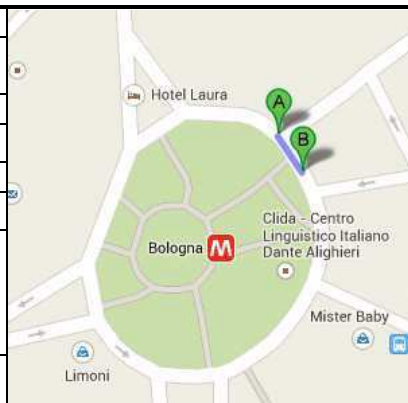 A
B
Hotel Laura
Bologna
M
Clida - Centro
Linguistico Italiano
Dante Alighieri
Mister Baby
Limoni